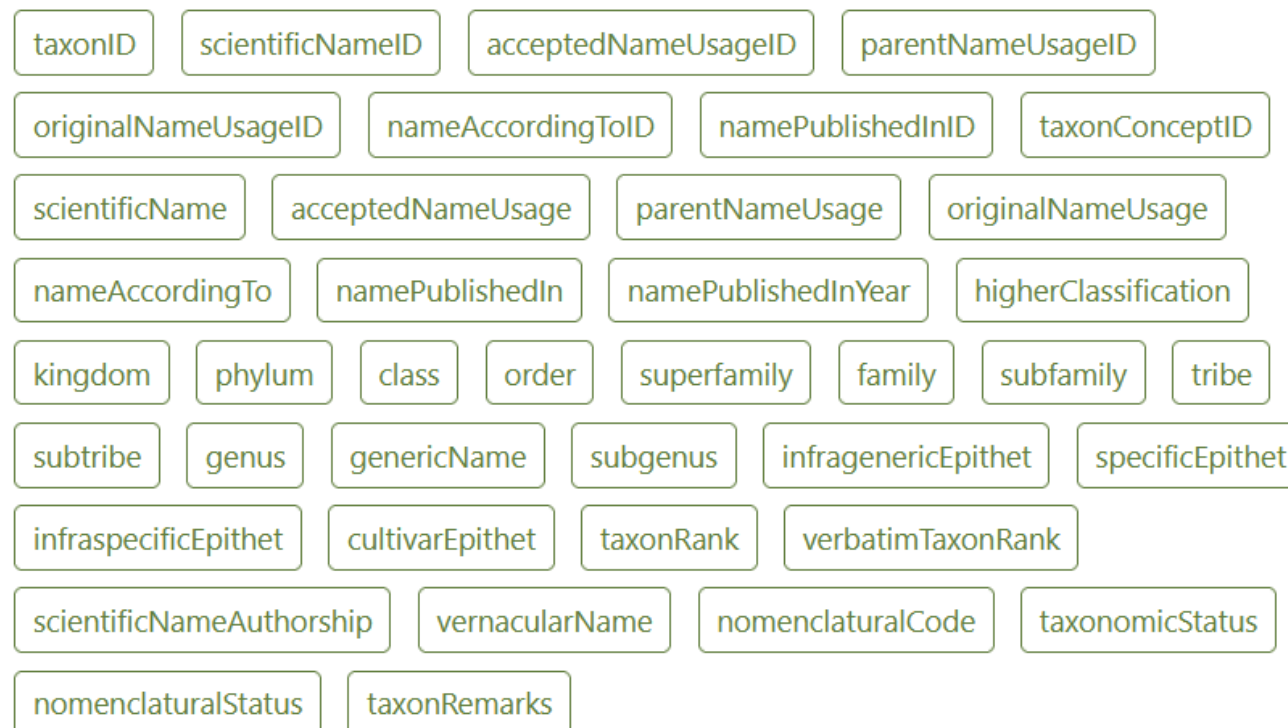 taxonID scientificNameID acceptedNameUsageID parentNameUsageID
originalNameUsageID nameAccordingToID namePublishedInID taxonConceptID
scientificName acceptedNameUsage parentNameUsage originalNameUsage
nameAccordingTo namePublishedIn namePublishedInYear higherClassification
kingdom phylum class order superfamily family subfamily tribe
subtribe genus genericName subgenus infragenericEpithet specificEpithet
infraspecificEpithet cultivarEpithet taxonRank verbatimTaxonRank
scientificNameAuthorship vernacularName nomenclaturalCode taxonomicStatus
nomenclaturalStatus taxonRemarks